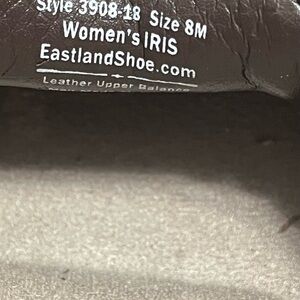 Style 3908-18 Size 8M
Women's IRIS
EastlandShoe.com
Leather Upper Balance